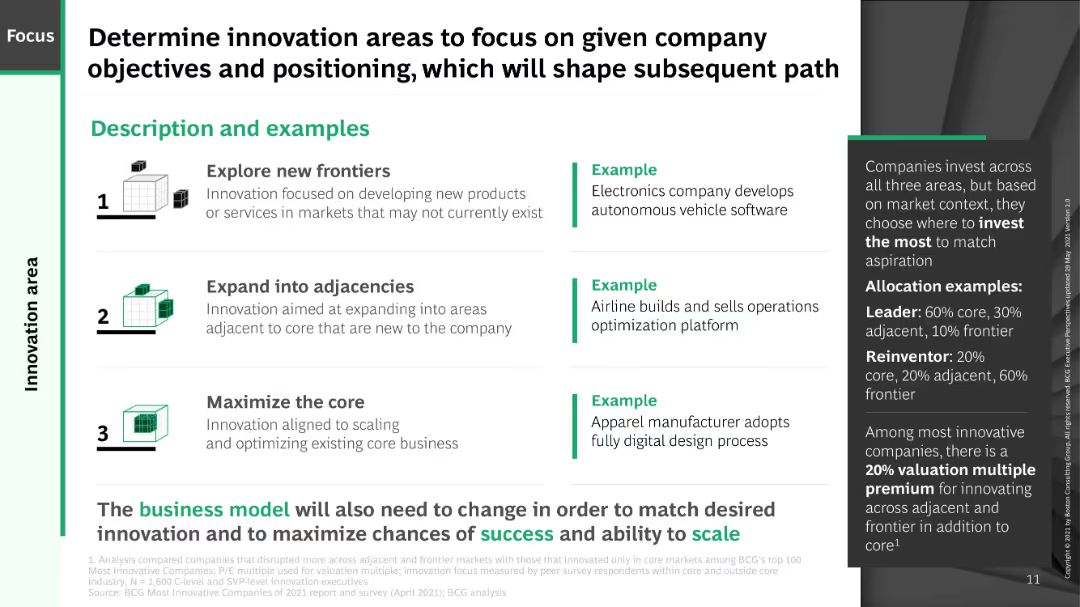 Focus
Determine innovation areas to focus on given company
objectives and positioning, which will shape subsequent path
Innovation area
Description and examples
1
Explore new frontiers
Innovation focused on developing new products
or services in markets that may not currently exist
Example
Electronics company develops
autonomous vehicle software
2
Expand into adjacencies
Innovation aimed at expanding into areas
adjacent to core that are new to the company
Example
Airline builds and sells operations
optimization platform
3
Maximize the core
Innovation aligned to scaling
and optimizing existing core business
Example
Apparel manufacturer adopts
fully digital design process
The business model will also need to change in order to match desired
innovation and to maximize chances of success and ability to scale
Companies invest across
all three areas, but based
on market context, they
choose where to invest
the most to match
aspiration
Allocation examples:
Leader: 60% core, 30%
adjacent, 10% frontier
Reinventor: 20%
core, 20% adjacent, 60%
frontier
Among most innovative
companies, there is a
20% valuation multiple
premium for innovating
across adjacent and
frontier in addition to
core1
1. Analysis compared companies that disrupted more across adjacent and frontier markets with those that innovated only in core markets among BCG's top 100
Most Innovative Companies; P/E multiple used for valuation multiple; innovation focus measured by peer survey respondents within core and outside core
industry, N = 1,600 C-level and SVP-level innovation executives
Source: BCG Most Innovative Companies of 2021 report and survey (April 2021); BCG analysis
11
Copyright © 2021 by Boston Consulting Group. All rights reserved. BCG Executive Perspectives updated 19 May 2021 Version 1.0